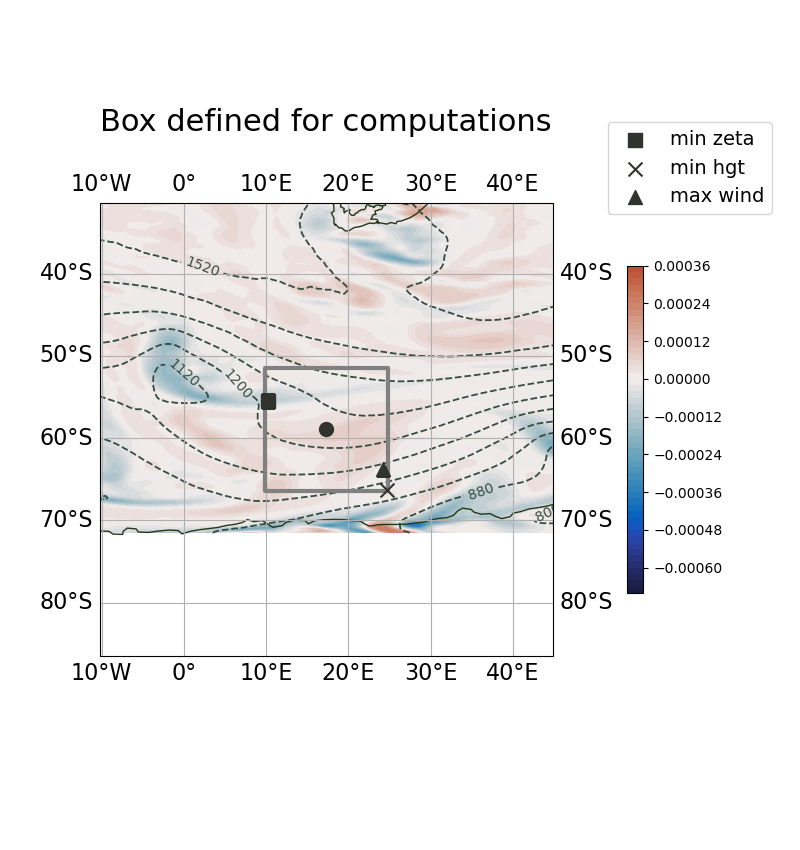 Box defined for computations
min zeta
min hgt
max wind
10°W 0° 10°E 20°E 30°E 40°E
40°S 40°S
50°S 50°S
60°S 60°S
70°S 70°S
80°S 80°S
1520
1120
1200
880
80
10°W 0° 10°E 20°E 30°E 40°E
0.00036
0.00024
0.00012
0.00000
−0.00012
−0.00024
−0.00036
−0.00048
−0.00060